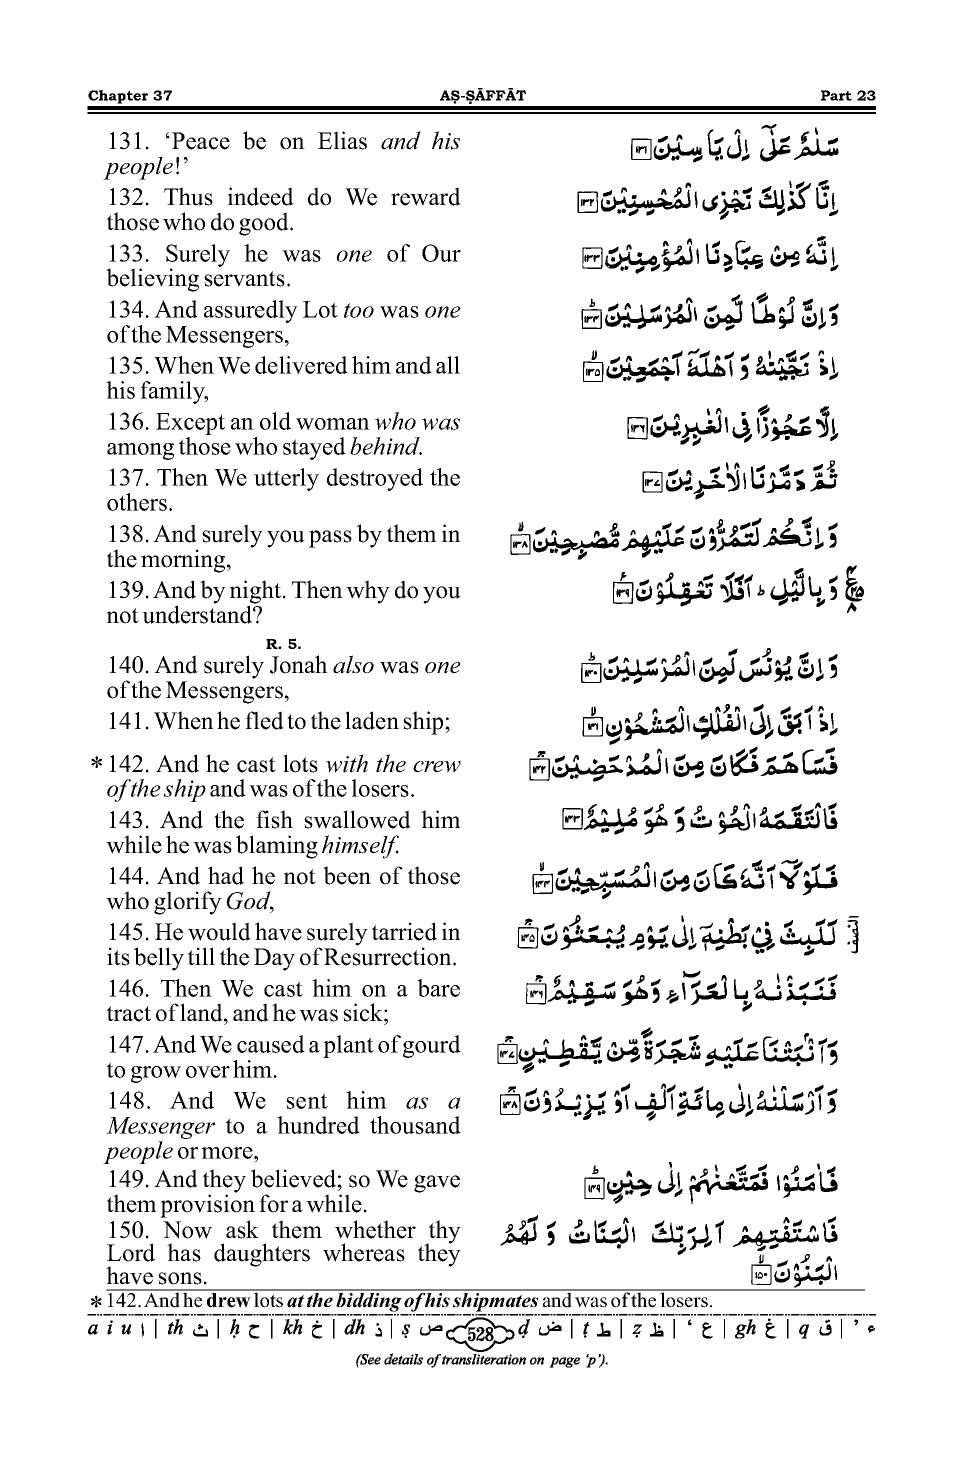 Chapter 37 AṢ-ṢĀFFĀT Part 23
131. ‘Peace be on Elias and his
people!’
سَلٰمٌ عَلٰۤی اِلۡ یَاسِیۡنَ ﴿۱۳۱﴾
132. Thus indeed do We reward
those who do good.
اِنَّا کَذٰلِکَ نَجۡزِی الۡمُحۡسِنِیۡنَ ﴿۱۳۲﴾
133. Surely he was one of Our
believing servants.
اِنَّہٗ مِنۡ عِبَادِنَا الۡمُؤۡمِنِیۡنَ ﴿۱۳۳﴾
134. And assuredly Lot too was one
of the Messengers,
وَ اِنَّ لُوۡطًا لَّمِنَ الۡمُرۡسَلِیۡنَ ﴿۱۳۴﴾ؕ
135. When We delivered him and all
his family,
اِذۡ نَجَّیۡنٰہُ وَ اَہۡلَہٗۤ اَجۡمَعِیۡنَ ﴿۱۳۵﴾ۙ
136. Except an old woman who was
among those who stayed behind.
اِلَّا عَجُوۡزًا فِی الۡغٰبِرِیۡنَ ﴿۱۳۶﴾
137. Then We utterly destroyed the
others.
ثُمَّ دَمَّرۡنَا الۡاٰخَرِیۡنَ ﴿۱۳۷﴾
138. And surely you pass by them in
the morning,
وَ اِنَّکُمۡ لَتَمُرُّوۡنَ عَلَیۡہِمۡ مُّصۡبِحِیۡنَ ﴿۱۳۸﴾ۙ
139. And by night. Then why do you
not understand?
وَ بِالَّیۡلِ ؕ اَفَلَا تَعۡقِلُوۡنَ ﴿۱۳۹﴾
R. 5.
140. And surely Jonah also was one
of the Messengers,
وَ اِنَّ یُوۡنُسَ لَمِنَ الۡمُرۡسَلِیۡنَ ﴿۱۴۰﴾ؕ
141. When he fled to the laden ship;
اِذۡ اَبَقَ اِلَی الۡفُلۡکِ الۡمَشۡحُوۡنِ ﴿۱۴۱﴾ۙ
*142. And he cast lots with the crew
of the ship and was of the losers.
فَسَاہَمَ فَکَانَ مِنَ الۡمُدۡحَضِیۡنَ ﴿۱۴۲﴾ۚ
143. And the fish swallowed him
while he was blaming himself.
فَالۡتَقَمَہُ الۡحُوۡتُ وَ ہُوَ مُلِیۡمٌ ﴿۱۴۳﴾
144. And had he not been of those
who glorify God,
فَلَوۡلَاۤ اَنَّہٗ کَانَ مِنَ الۡمُسَبِّحِیۡنَ ﴿۱۴۴﴾ۙ
145. He would have surely tarried in
its belly till the Day of Resurrection.
لَلَبِثَ فِیۡ بَطۡنِہٖۤ اِلٰی یَوۡمِ یُبۡعَثُوۡنَ ﴿۱۴۵﴾ۚ
النصف
146. Then We cast him on a bare
tract of land, and he was sick;
فَنَبَذۡنٰہُ بِالۡعَرَآءِ وَ ہُوَ سَقِیۡمٌ ﴿۱۴۶﴾ۚ
147. And We caused a plant of gourd
to grow over him.
وَ اَنۡۢبَتۡنَا عَلَیۡہِ شَجَرَۃً مِّنۡ یَّقۡطِیۡنٍ ﴿۱۴۷﴾ۚ
148. And We sent him as a
Messenger to a hundred thousand
people or more,
وَ اَرۡسَلۡنٰہُ اِلٰی مِائَۃِ اَلۡفٍ اَوۡ یَزِیۡدُوۡنَ ﴿۱۴۸﴾ۚ
149. And they believed; so We gave
them provision for a while.
فَاٰمَنُوۡا فَمَتَّعۡنٰہُمۡ اِلٰی حِیۡنٍ ﴿۱۴۹﴾ؕ
150. Now ask them whether thy
Lord has daughters whereas they
have sons.
فَاسۡتَفۡتِہِمۡ اَلِرَبِّکَ الۡبَنَاتُ وَ لَہُمُ
الۡبَنُوۡنَ ﴿۱۵۰﴾ۙ
*142. And he drew lots at the bidding of his shipmates and was of the losers.
a i u ا | th ث | ḥ ح | kh خ | dh ذ | ṣ ص 528 ḍ ض | ṭ ط | ẓ ظ | ‘ ع | gh غ | q ق | ’ ء
(See details of transliteration on page ‘p’).